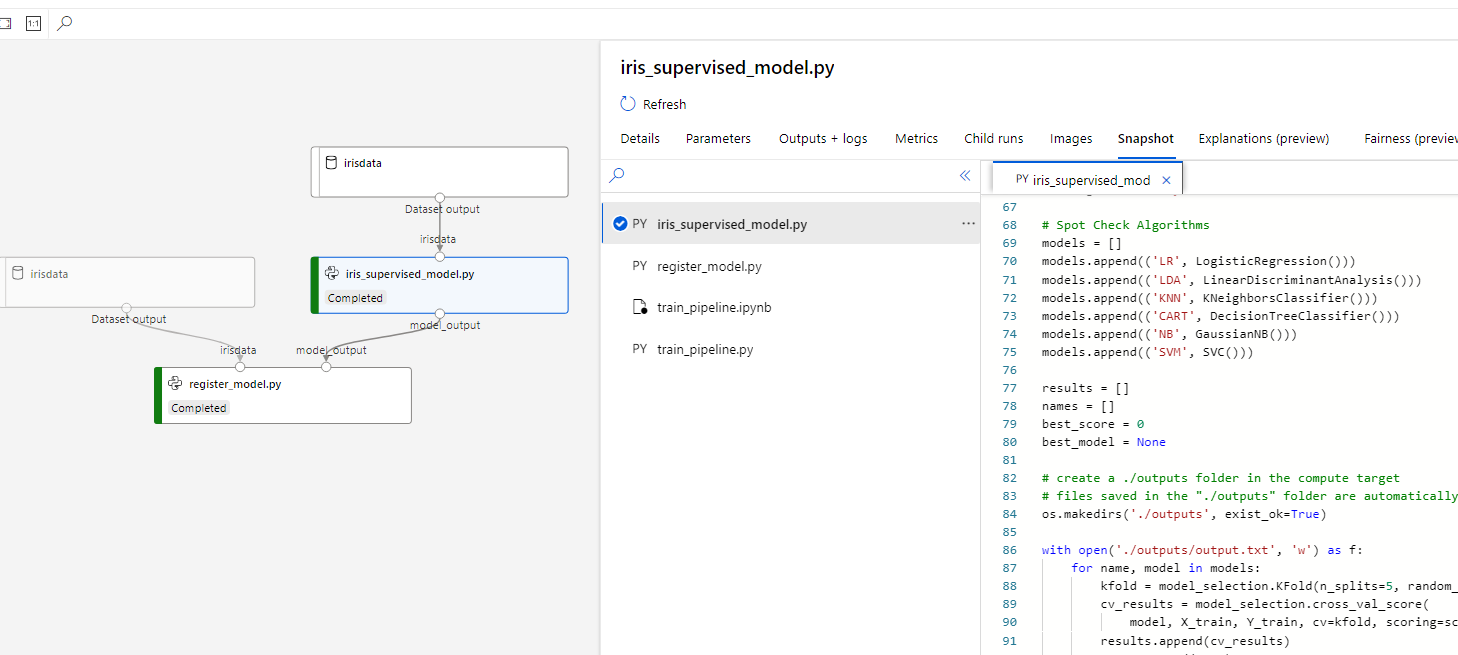 1:1
irisdata
Dataset output
irisdata
irisdata
iris_supervised_model.py
Completed
Dataset output
model_output
irisdata
model_output
register_model.py
Completed
iris_supervised_model.py
Refresh
Details Parameters Outputs + logs Metrics Child runs Images Snapshot Explanations (preview) Fairness (preview
PY iris_supervised_model.py ...
PY register_model.py
train_pipeline.ipynb
PY train_pipeline.py
PY iris_supervised_mod ×
67
68 # Spot Check Algorithms
69 models = []
70 models.append(('LR', LogisticRegression()))
71 models.append(('LDA', LinearDiscriminantAnalysis()))
72 models.append(('KNN', KNeighborsClassifier()))
73 models.append(('CART', DecisionTreeClassifier()))
74 models.append(('NB', GaussianNB()))
75 models.append(('SVM', SVC()))
76
77 results = []
78 names = []
79 best_score = 0
80 best_model = None
81
82 # create a ./outputs folder in the compute target
83 # files saved in the "./outputs" folder are automatically
84 os.makedirs('./outputs', exist_ok=True)
85
86 with open('./outputs/output.txt', 'w') as f:
87 for name, model in models:
88 kfold = model_selection.KFold(n_splits=5, random_
89 cv_results = model_selection.cross_val_score(
90 model, X_train, Y_train, cv=kfold, scoring=sc
91 results.append(cv_results)